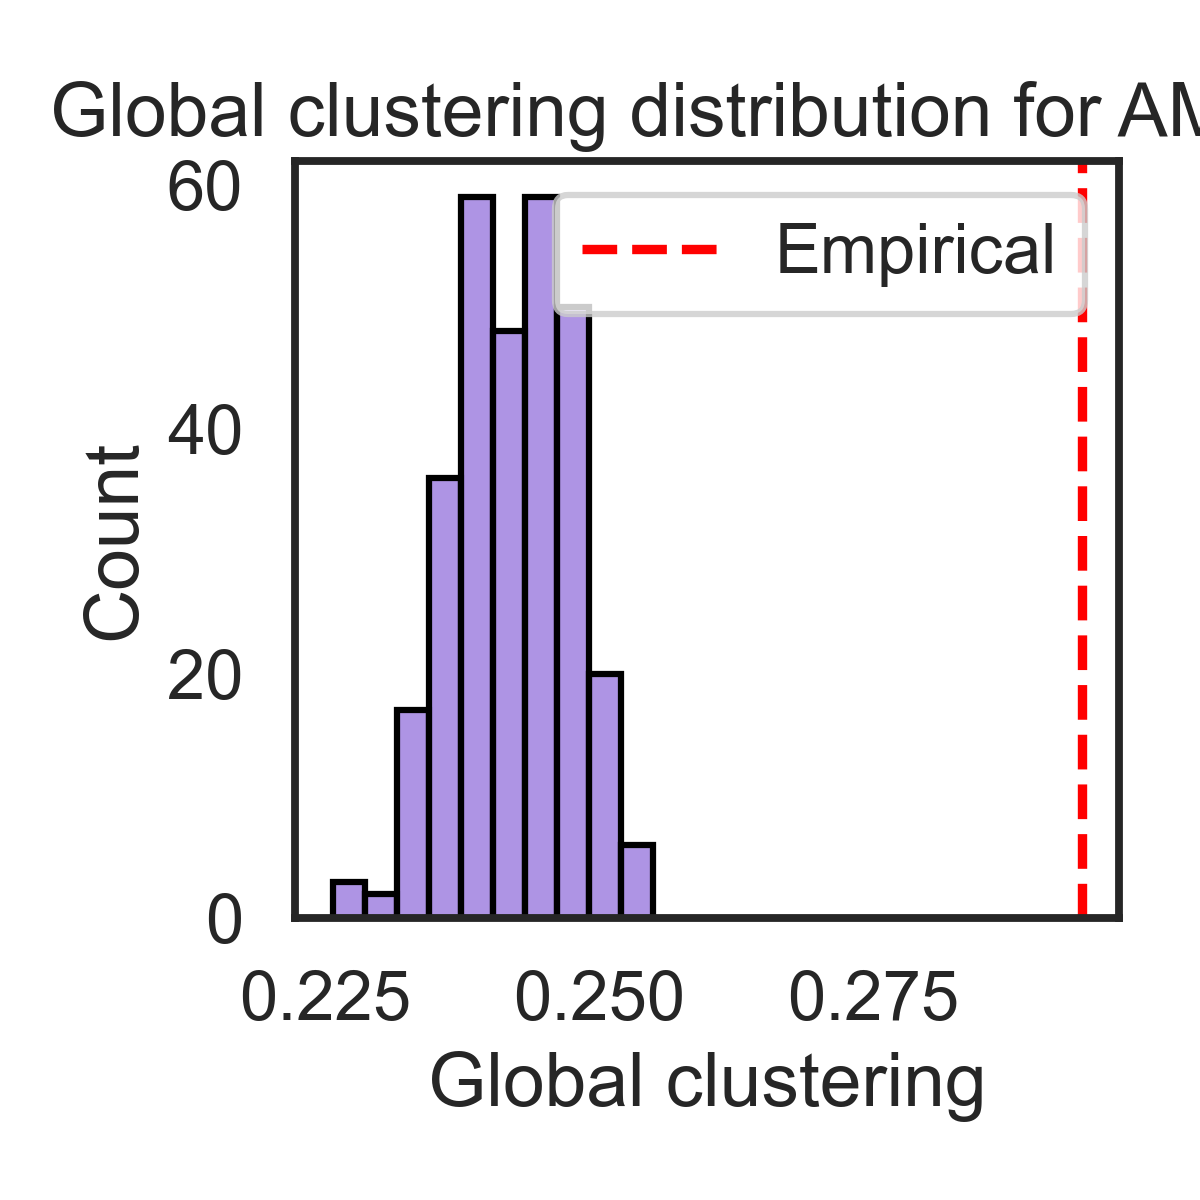 Global clustering distribution for AM
60
Empirical
40
Count
20
0
0.225 0.250 0.275
Global clustering